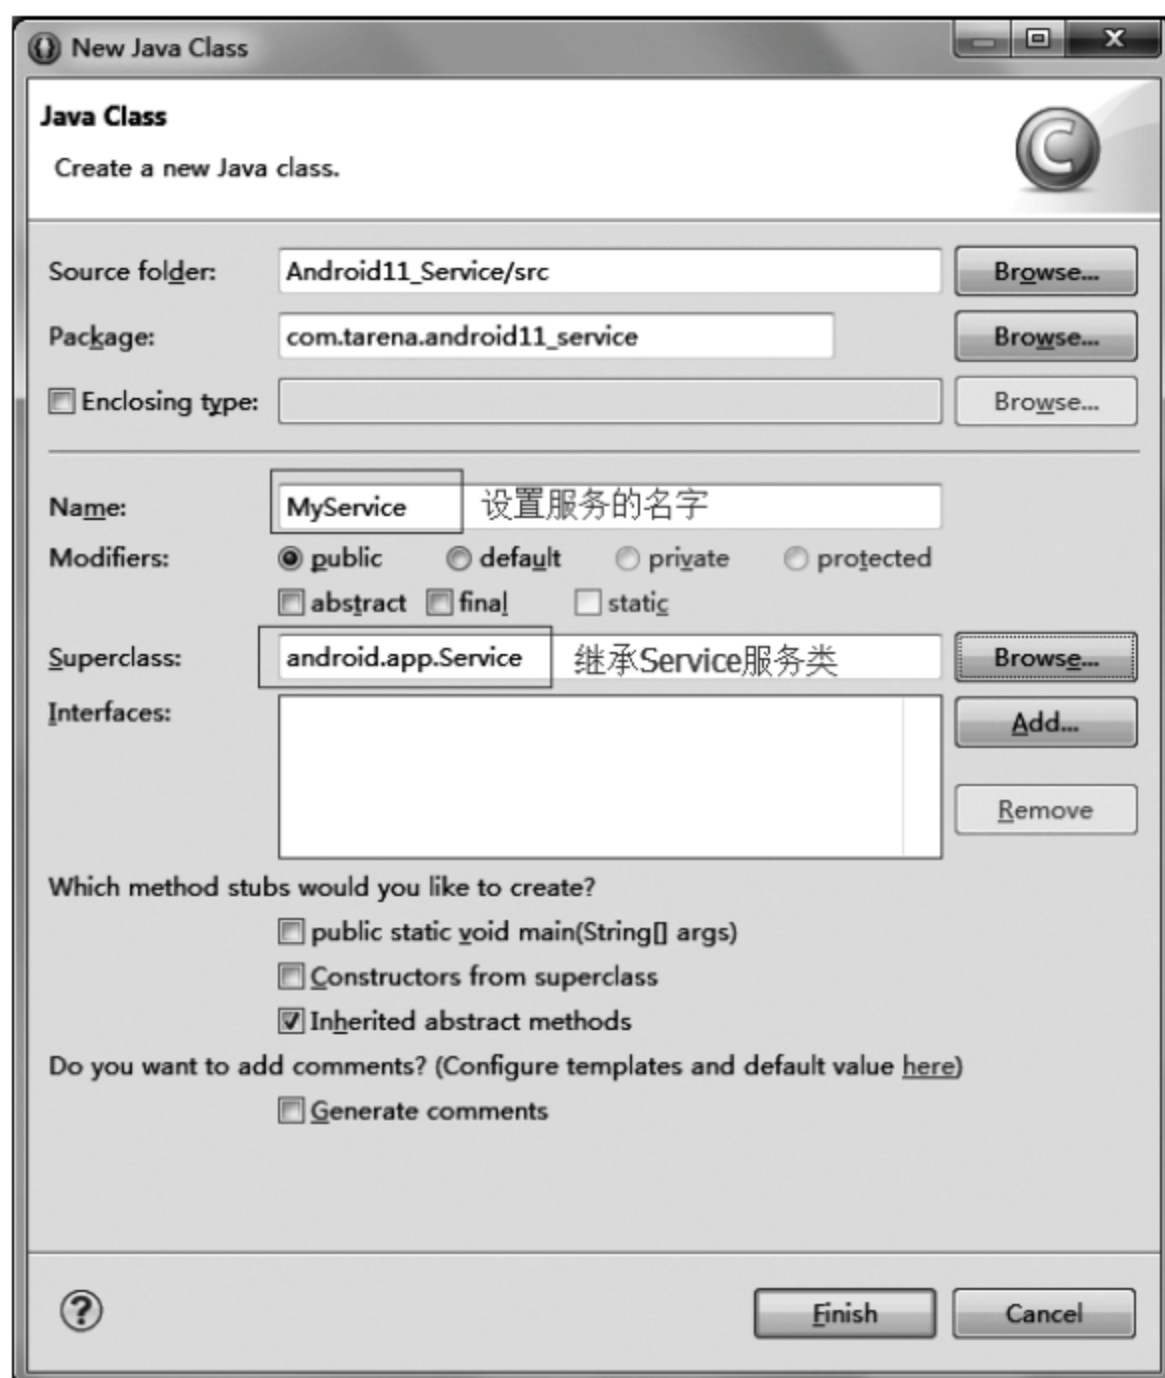 New Java Class
Java Class
Create a new Java class.
Source folder: Android11_Service/src Browse...
Package: com.tarena.android11_service Browse...
Enclosing type: Browse...
Name: MyService 设置服务的名字
Modifiers: public default private protected
abstract final static
Superclass: android.app.Service 继承Service服务类 Browse...
Interfaces: Add...
Remove
Which method stubs would you like to create?
public static void main(String[] args)
Constructors from superclass
Inherited abstract methods
Do you want to add comments? (Configure templates and default value here)
Generate comments
? Finish Cancel